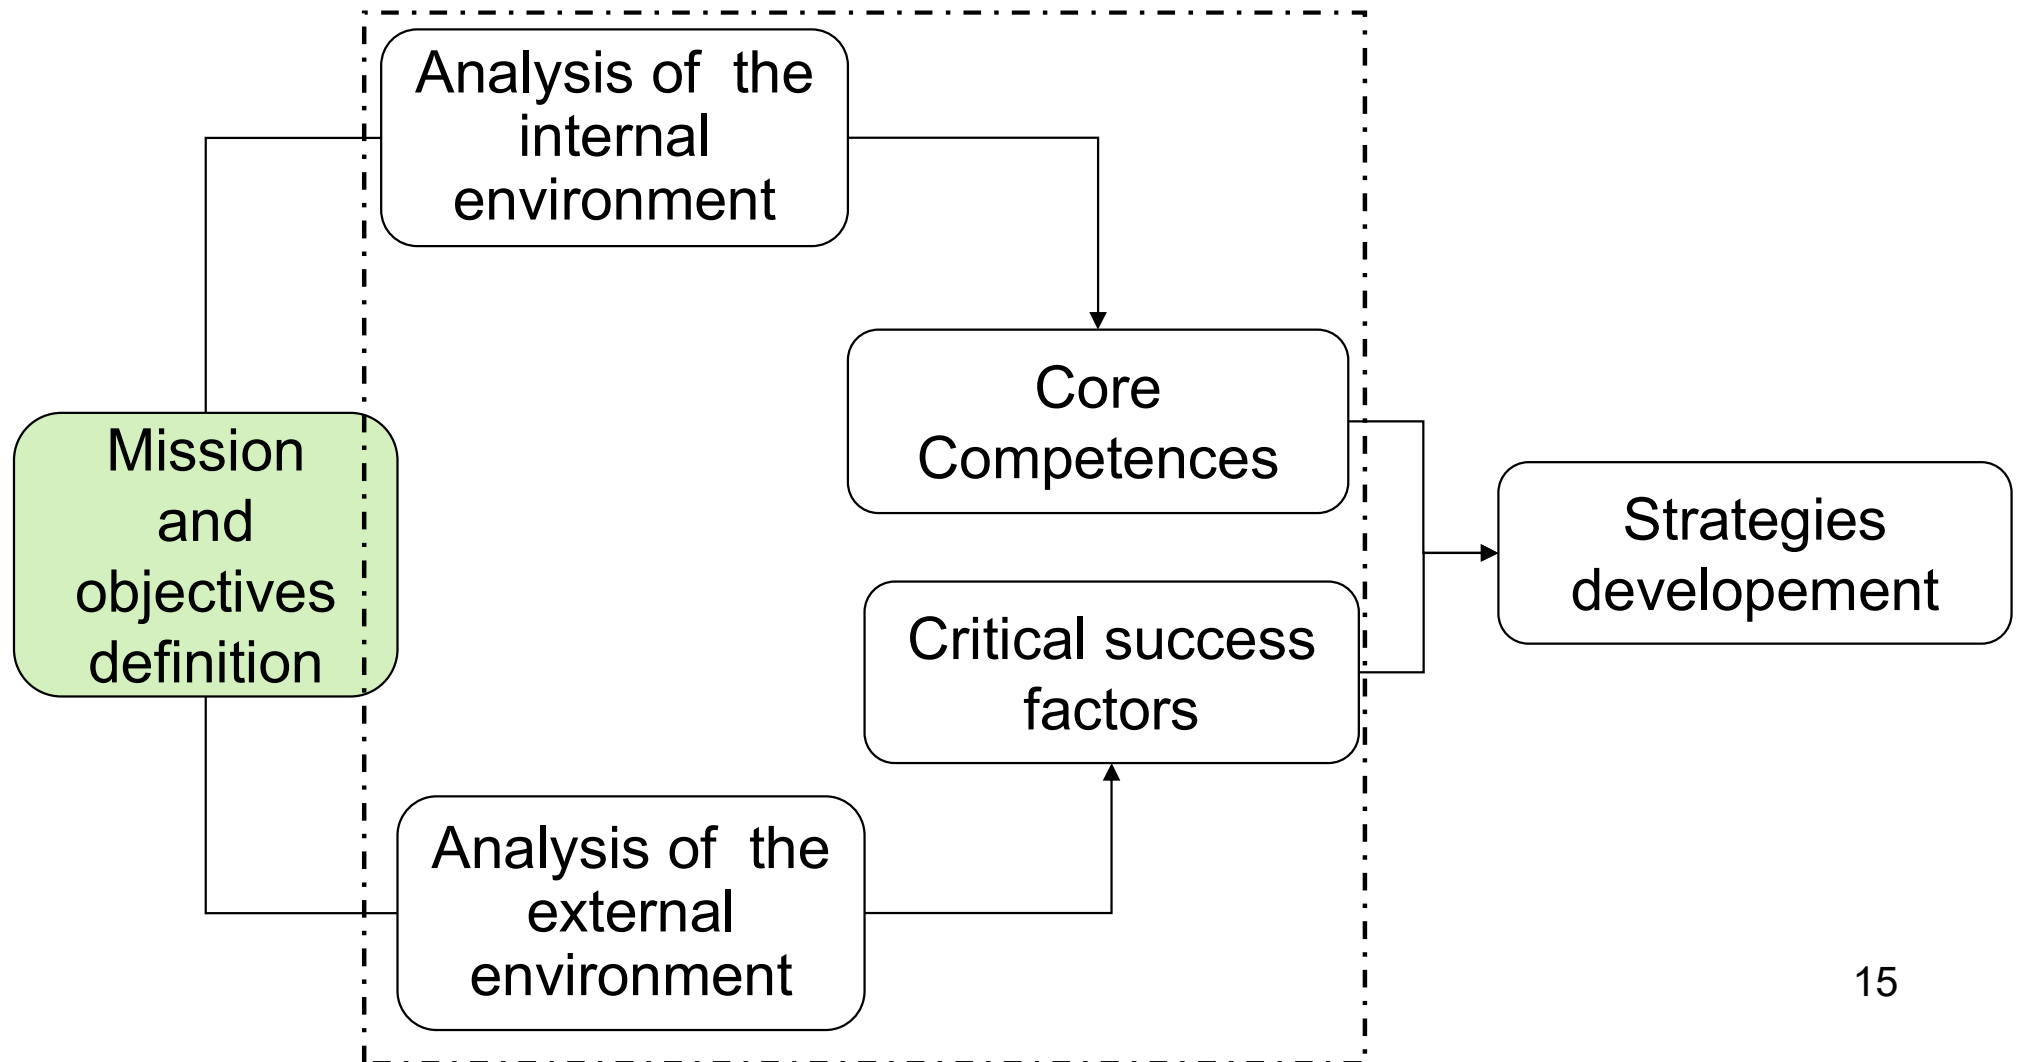 Analysis of  the
internal
environment
Core
Competences
Mission
and
objectives
definition
Strategies
developement
Critical success
factors
Analysis of  the
external
environment
15